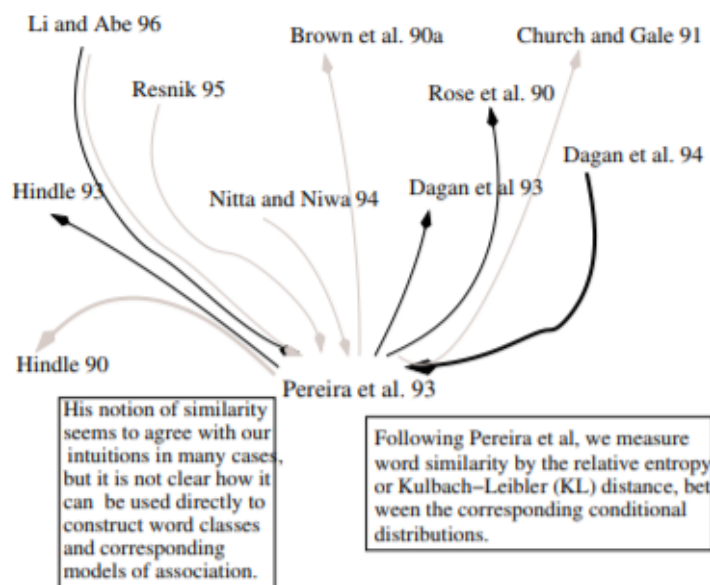 Li and Abe 96
Brown et al. 90a
Church and Gale 91
Resnik 95
Rose et al. 90
Dagan et al. 94
Hindle 93
Nitta and Niwa 94
Dagan et al 93
Hindle 90
Pereira et al. 93
His notion of similarity
seems to agree with our
intuitions in many cases,
but it is not clear how it
can be used directly to
construct word classes
and corresponding
models of association.
Following Pereira et al, we measure
word similarity by the relative entropy
or Kulbach–Leibler (KL) distance, bet
ween the corresponding conditional
distributions.